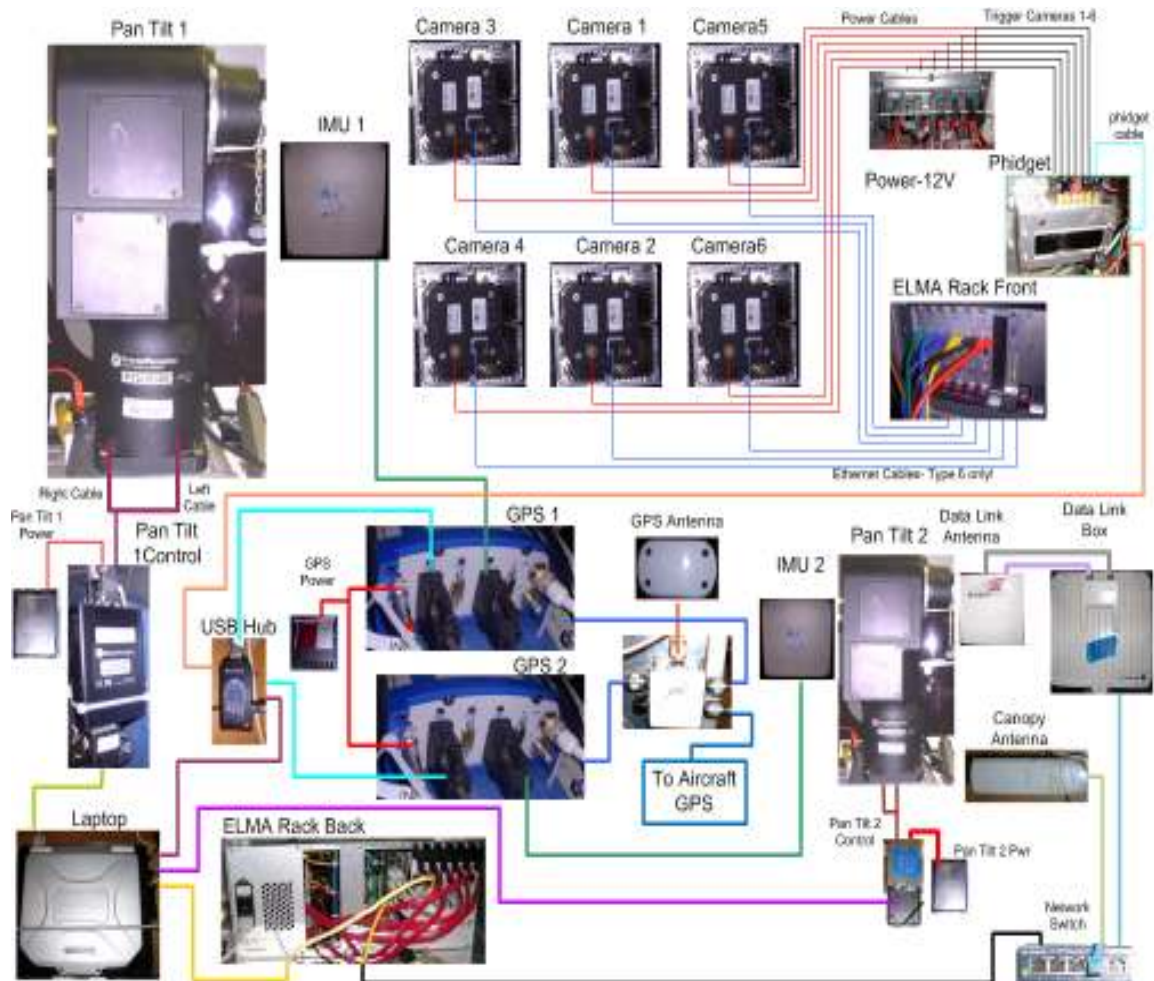 Pan Tilt 1
Camera 3
Camera 1
Camera5
Power Cables
Trigger Cameras 1-6
IMU 1
phidget
cable
Phidget
Power-12V
Camera 4
Camera 2
Camera6
ELMA Rack Front
Ethernet Cables- Type 6 only!
Right Cable
Left
Cable
Pan Tilt 1
Power
Pan Tilt
1Control
GPS 1
GPS Antenna
Pan Tilt 2
Data Link
Antenna
Data Link
Box
GPS
Power
IMU 2
USB Hub
GPS 2
Canopy
Antenna
To Aircraft
GPS
Laptop
ELMA Rack Back
Pan Tilt 2
Control
Pan Tilt 2 Pwr
Network
Switch